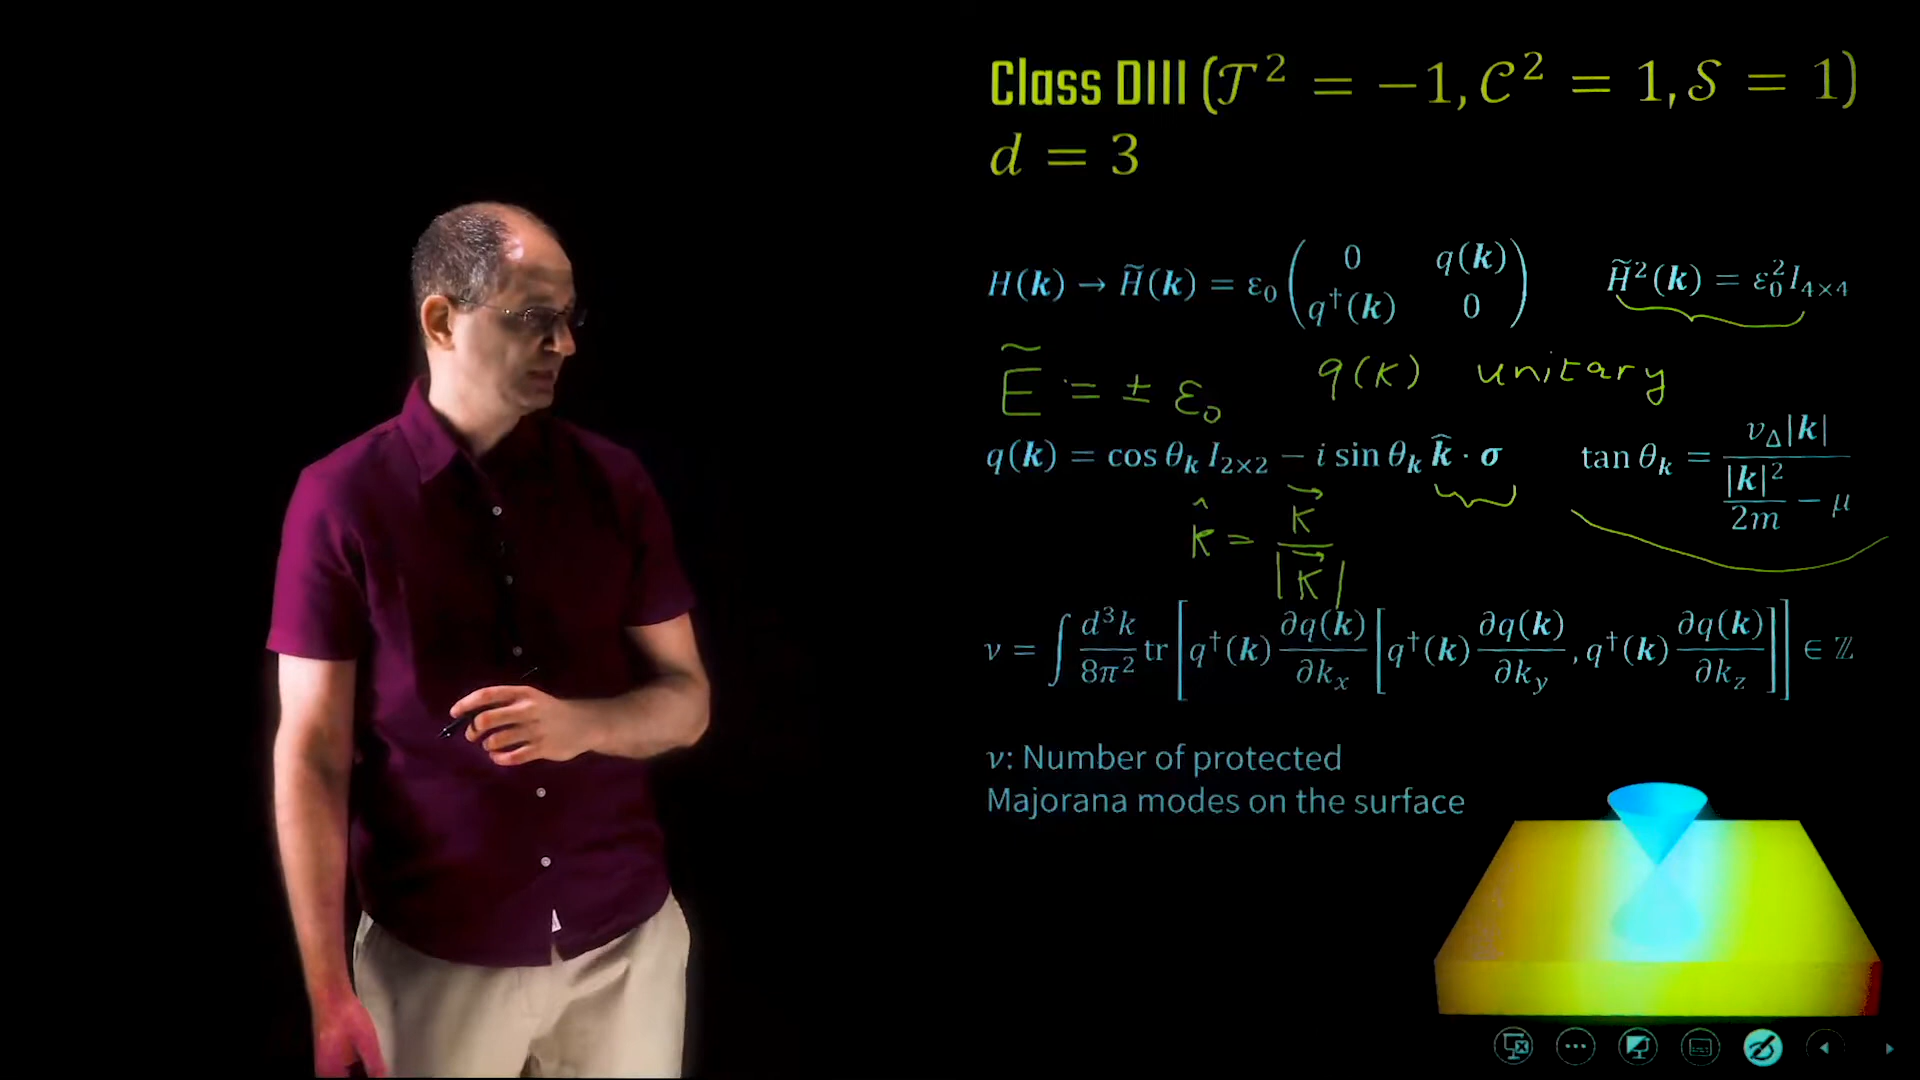 Class DIII (𝒯² = −1, 𝒞² = 1, 𝒮 = 1)
d = 3
H(k) → H̃(k) = ε₀ ( 0 q(k) ; q†(k) 0 ) H̃²(k) = ε₀² I₄ₓ₄
Ẽ = ± ε₀ q(k) unitary
q(k) = cos θₖ I₂ₓ₂ − i sin θₖ k̂ · σ tan θₖ = v_Δ|k| / (|k|²/2m − μ)
k̂ = k⃗ / |k⃗|
ν = ∫ d³k/8π² tr [ q†(k) ∂q(k)/∂kₓ [ q†(k) ∂q(k)/∂k_y , q†(k) ∂q(k)/∂k_z ] ] ∈ ℤ
ν: Number of protected
Majorana modes on the surface